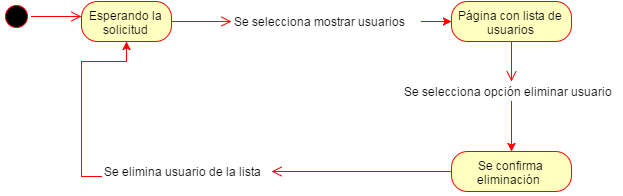 Esperando la
solicitud
Se selecciona mostrar usuarios
Página con lista de
usuarios
Se selecciona opción eliminar usuario
Se confirma
eliminación
Se elimina usuario de la lista